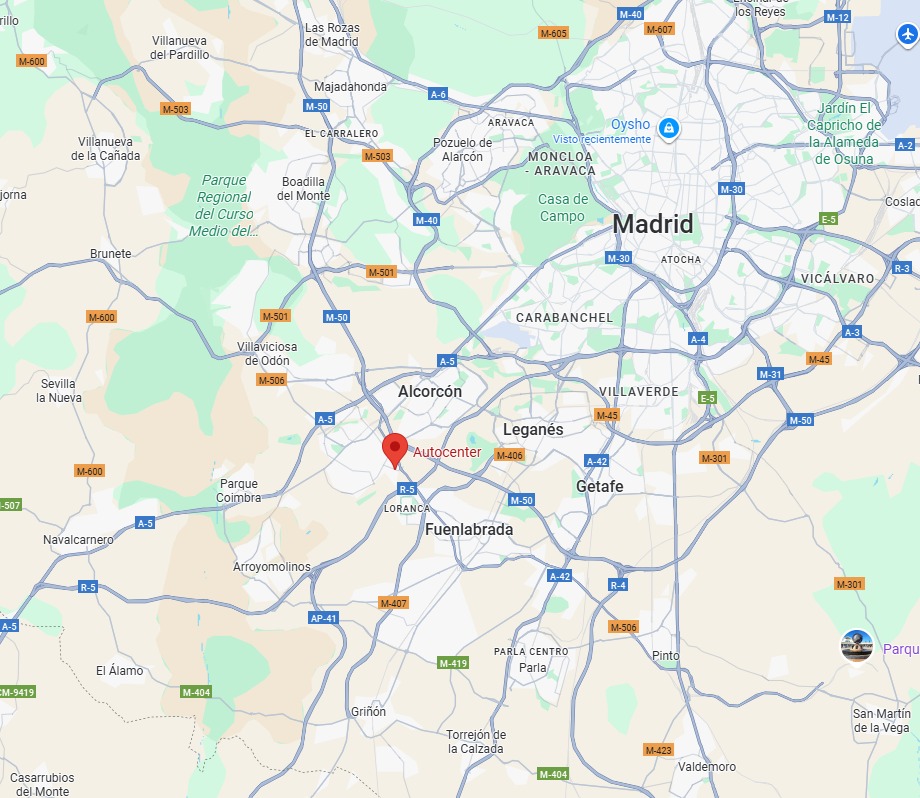 M-40
Encinar de
los Reyes
M-12
rillo
Las Rozas
de Madrid
M-605
M-607
Villanueva
del Pardillo
M-600
Majadahonda
A-6
M-503
M-50
Jardín El
Capricho de
la Alameda
de Osuna
ARAVACA
Oysho
Visto recientemente
EL CARRALERO
Villanueva
de la Cañada
Pozuelo de
Alarcón
A-2
M-503
MONCLOA
- ARAVACA
Parque
Regional
del Curso
Medio del...
Boadilla
del Monte
M-30
jorna
Casa de
Campo
Coslad
M-40
Madrid
E-5
Brunete
M-30
ATOCHA
R-3
M-501
VICÁLVARO
M-600
M-501
M-50
CARABANCHEL
A-3
A-4
Villaviciosa
de Odón
A-5
M-45
M-31
M-506
Sevilla
la Nueva
Alcorcón
VILLAVERDE
E-5
A-5
M-45
M-50
Leganés
Autocenter
M-406
A-42
M-301
M-600
Parque
Coimbra
R-5
Getafe
M-50
-507
LORANCA
A-5
Fuenlabrada
Navalcarnero
Arroyomolinos
A-42
R-4
M-301
R-5
M-407
AP-41
A-5
M-506
Parqu
PARLA CENTRO
Parla
Pinto
M-419
El Álamo
CM-9419
M-404
Griñón
San Martín
de la Vega
Torrejón de
la Calzada
M-423
Valdemoro
M-404
Casarrubios
del Monte